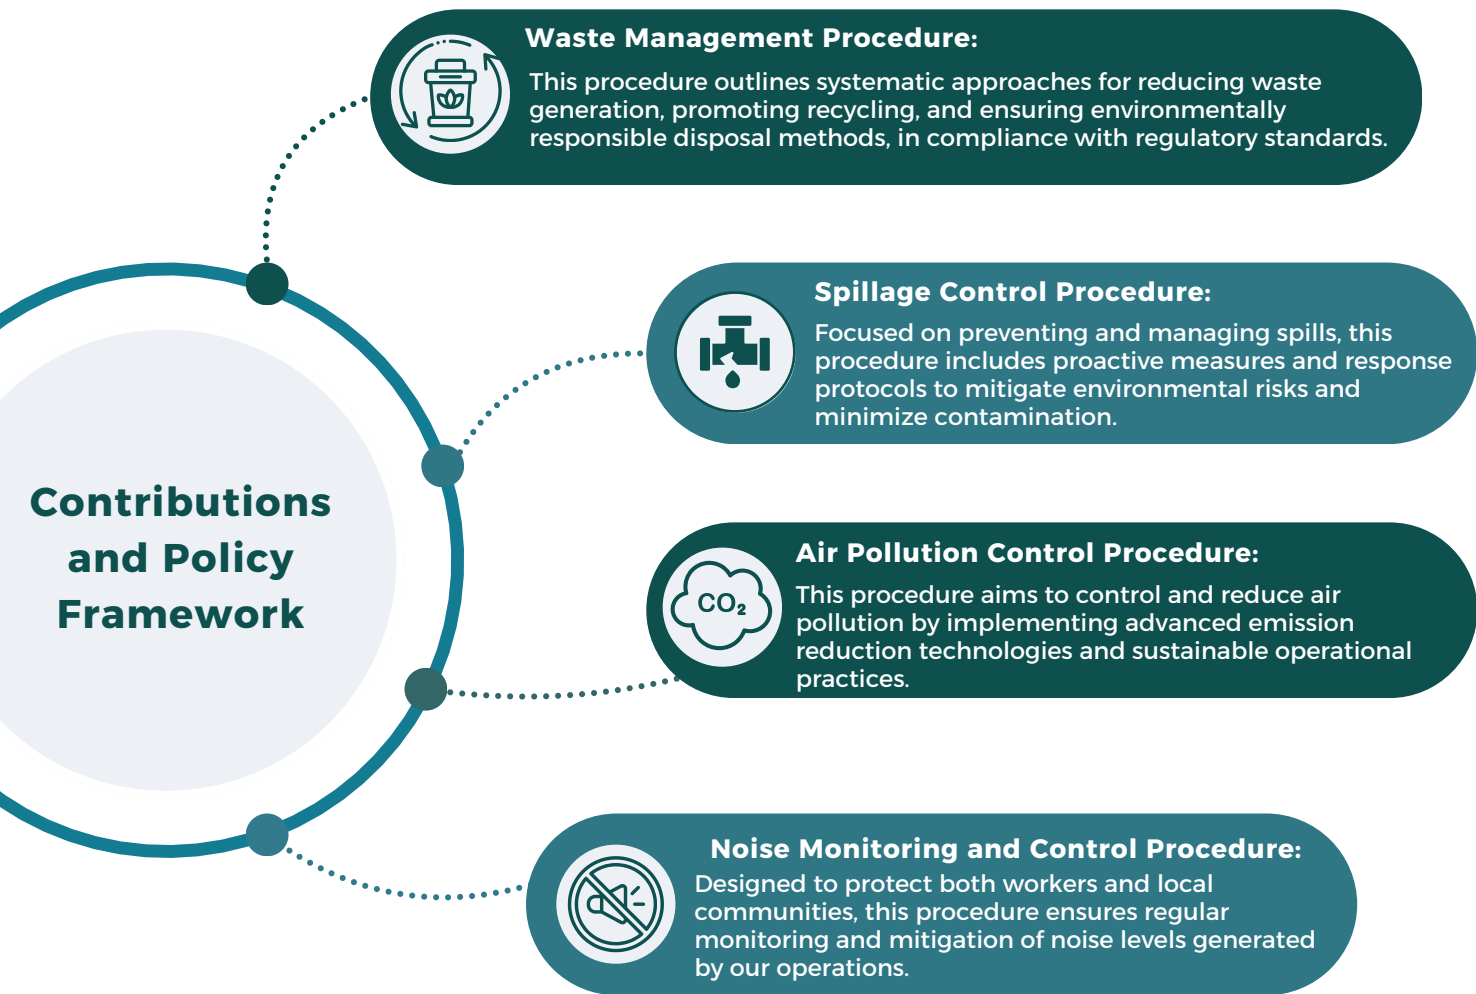 Waste Management Procedure:
This procedure outlines systematic approaches for reducing waste
generation, promoting recycling, and ensuring environmentally
responsible disposal methods, in compliance with regulatory standards.
Spillage Control Procedure:
Focused on preventing and managing spills, this
procedure includes proactive measures and response
protocols to mitigate environmental risks and
minimize contamination.
Contributions
and Policy
Framework
Air Pollution Control Procedure:
CO₂
This procedure aims to control and reduce air
pollution by implementing advanced emission
reduction technologies and sustainable operational
practices.
Noise Monitoring and Control Procedure:
Designed to protect both workers and local
communities, this procedure ensures regular
monitoring and mitigation of noise levels generated
by our operations.